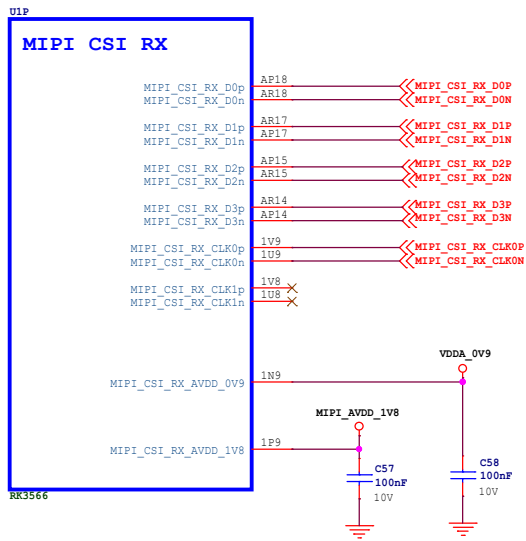 U1P
MIPI CSI RX
MIPI_CSI_RX_D0p AP18 MIPI_CSI_RX_D0P
MIPI_CSI_RX_D0n AR18 MIPI_CSI_RX_D0N
MIPI_CSI_RX_D1p AR17 MIPI_CSI_RX_D1P
MIPI_CSI_RX_D1n AP17 MIPI_CSI_RX_D1N
MIPI_CSI_RX_D2p AP15 MIPI_CSI_RX_D2P
MIPI_CSI_RX_D2n AR15 MIPI_CSI_RX_D2N
MIPI_CSI_RX_D3p AR14 MIPI_CSI_RX_D3P
MIPI_CSI_RX_D3n AP14 MIPI_CSI_RX_D3N
MIPI_CSI_RX_CLK0p 1V9 MIPI_CSI_RX_CLK0P
MIPI_CSI_RX_CLK0n 1U9 MIPI_CSI_RX_CLK0N
MIPI_CSI_RX_CLK1p 1V8
MIPI_CSI_RX_CLK1n 1U8
VDDA_0V9
MIPI_CSI_RX_AVDD_0V9 1N9
MIPI_AVDD_1V8
MIPI_CSI_RX_AVDD_1V8 1P9
C57
100nF
10V
C58
100nF
10V
RK3566